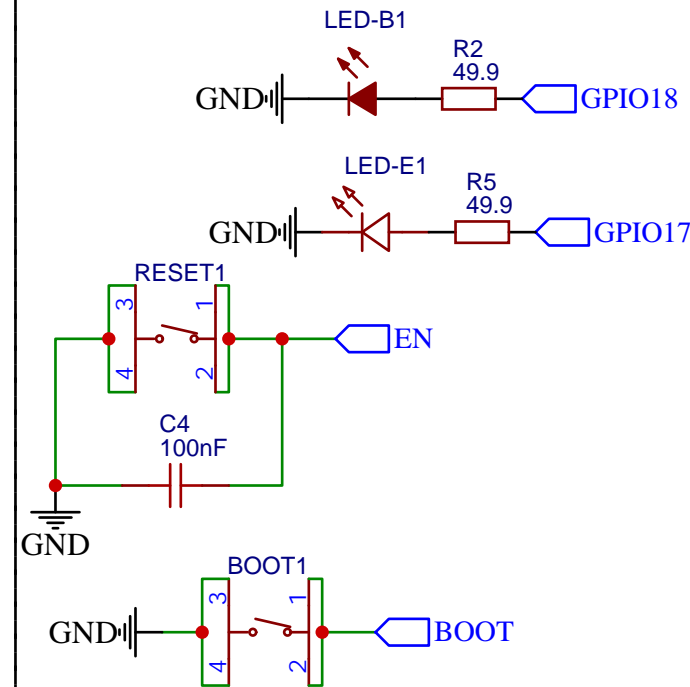 LED-B1
R2
49.9
GND
GPIO18
LED-E1
R5
49.9
GND
GPIO17
RESET1
3
1
4
2
EN
C4
100nF
GND
BOOT1
3
1
GND
BOOT
4
2